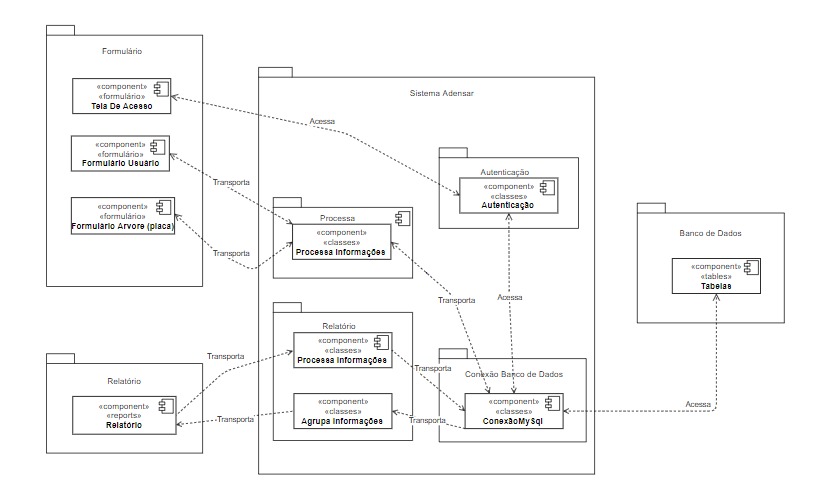 Formulário
«component»
«formulário»
Tela De Acesso
«component»
«formulário»
Formulário Usuário
«component»
«formulário»
Formulário Arvore (placa)
Sistema Adensar
Acessa
Transporta
Transporta
Autenticação
«component»
«classes»
Autenticação
Processa
«component»
«classes»
Processa Informações
Banco de Dados
«component»
«tables»
Tabelas
Transporta
Acessa
Relatório
«component»
«classes»
Processa Informações
Transporta
Transporta
Conexão Banco de Dados
Relatório
«component»
«reports»
Relatório
Transporta
«component»
«classes»
Agrupa Informações
Transporta
«component»
«classes»
ConexãoMySql
Acessa